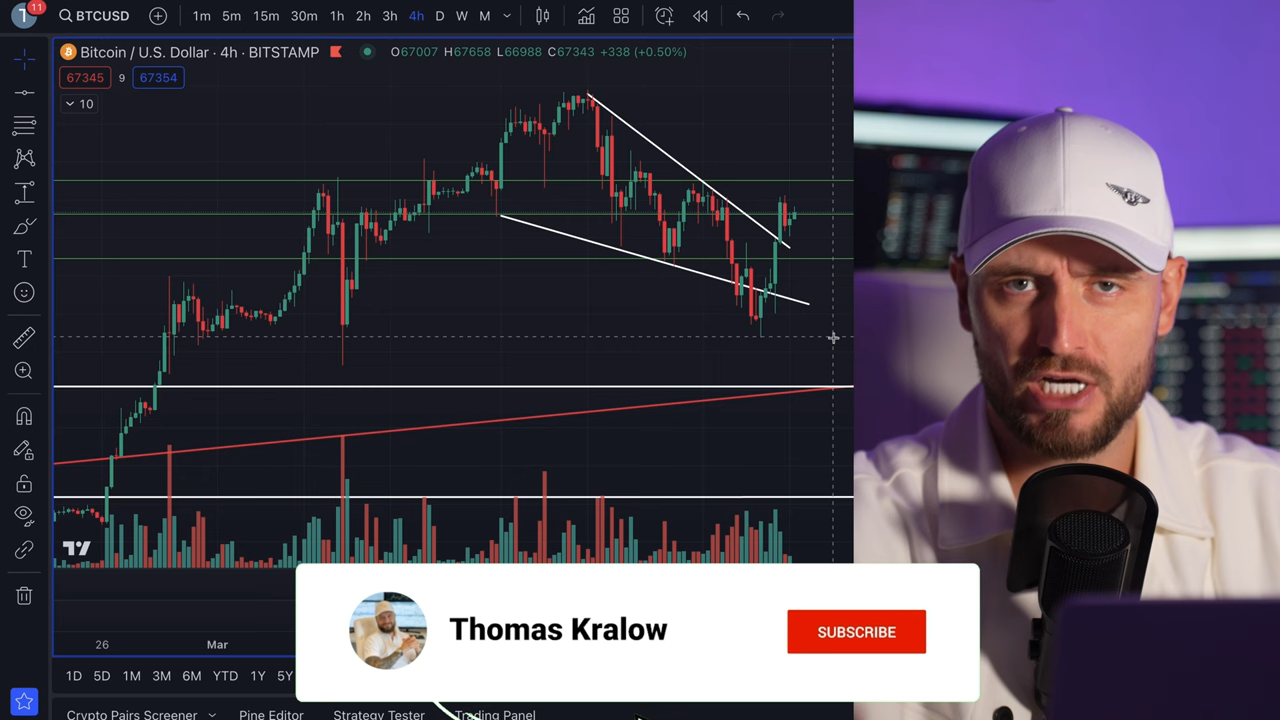 11
BTCUSD
1m 5m 15m 30m 1h 2h 3h 4h D W M
Bitcoin / U.S. Dollar · 4h · BITSTAMP
O67007 H67658 L66988 C67343 +338 (+0.50%)
67345 9 67354
10
26 Mar
Thomas Kralow
SUBSCRIBE
1D 5D 1M 3M 6M YTD 1Y 5Y
Crypto Pairs Screener Pine Editor Strategy Tester Trading Panel